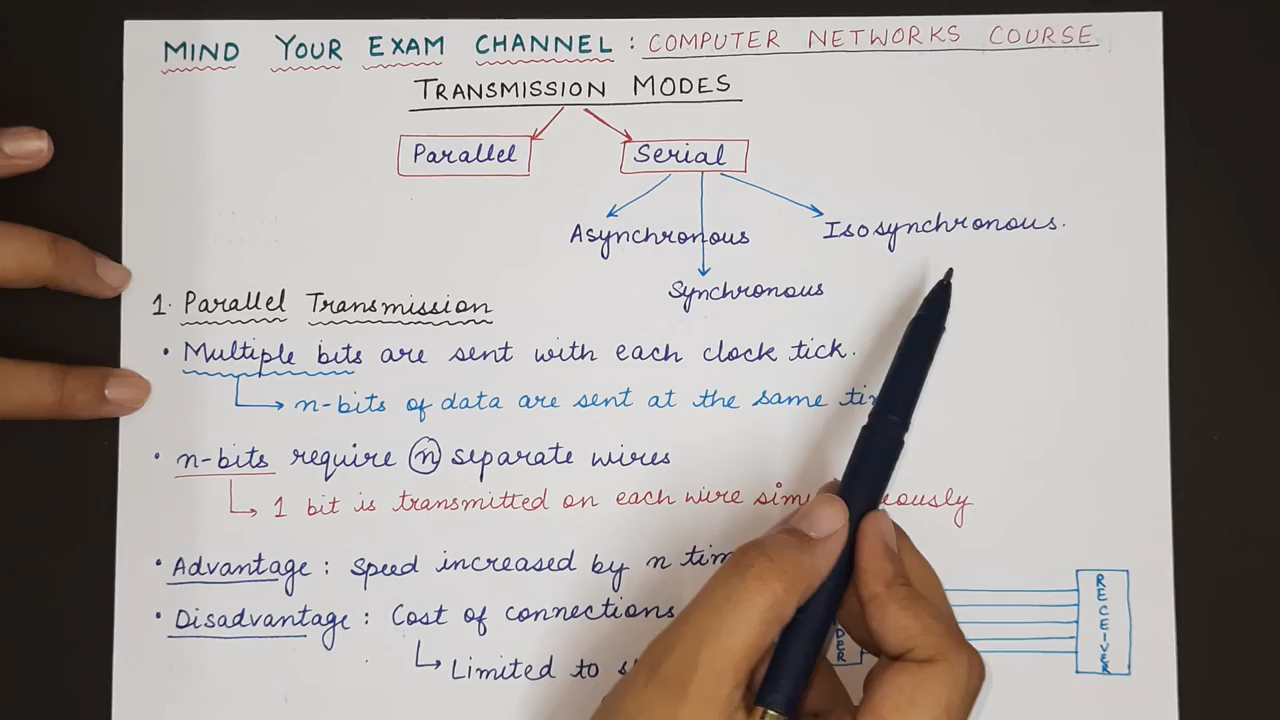 MIND YOUR EXAM CHANNEL : COMPUTER NETWORKS COURSE
TRANSMISSION MODES
Parallel
Serial
Asynchronous
Isosynchronous.
Synchronous
1. Parallel Transmission
• Multiple bits are sent with each clock tick.
n-bits of data are sent at the same
• n-bits require n separate wires
1 bit is transmitted on each wire
• Advantage : Speed increased by n
• Disadvantage : Cost of connections
Limited to
RECEIVER